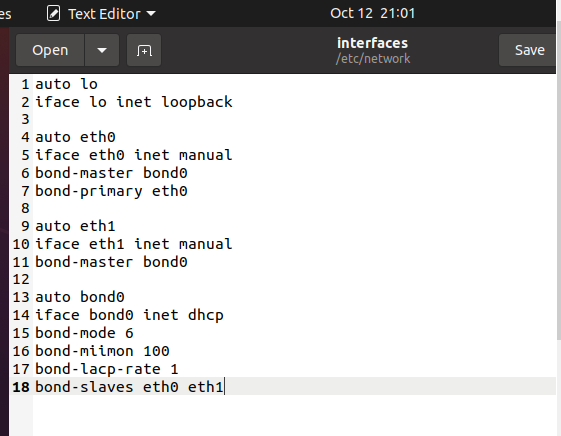 es Text Editor Oct 12 21:01
Open interfaces Save
/etc/network
1 auto lo
2 iface lo inet loopback
3
4 auto eth0
5 iface eth0 inet manual
6 bond-master bond0
7 bond-primary eth0
8
9 auto eth1
10 iface eth1 inet manual
11 bond-master bond0
12
13 auto bond0
14 iface bond0 inet dhcp
15 bond-mode 6
16 bond-miimon 100
17 bond-lacp-rate 1
18 bond-slaves eth0 eth1